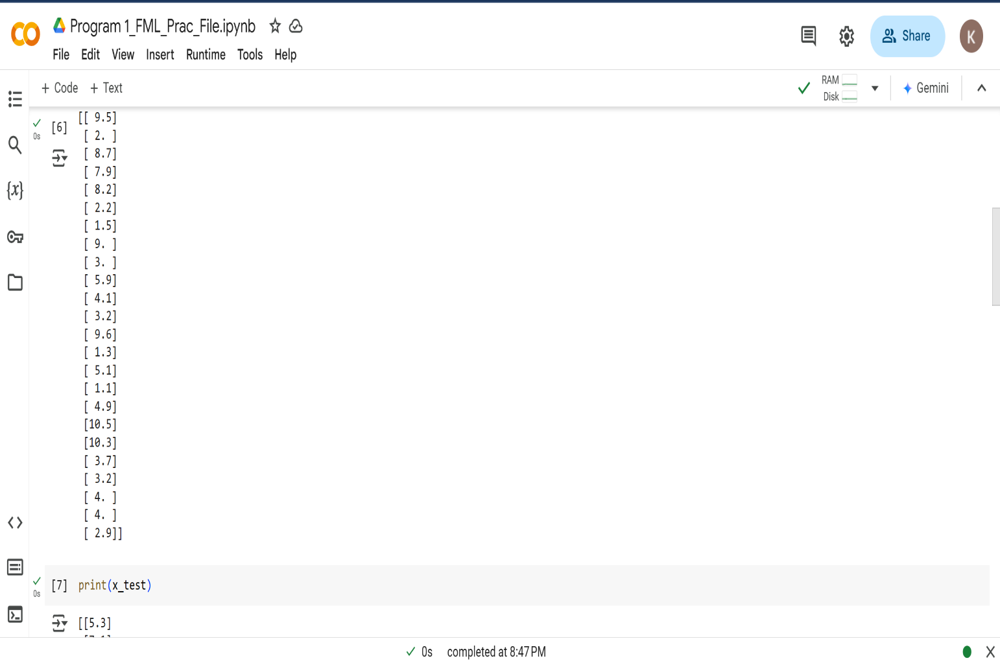 Program 1_FML_Prac_File.ipynb
File Edit View Insert Runtime Tools Help
Share
K
+ Code + Text
RAM
Disk
Gemini
[6]
0s
[[ 9.5]
[ 2. ]
[ 8.7]
[ 7.9]
[ 8.2]
[ 2.2]
[ 1.5]
[ 9. ]
[ 3. ]
[ 5.9]
[ 4.1]
[ 3.2]
[ 9.6]
[ 1.3]
[ 5.1]
[ 1.1]
[ 4.9]
[10.5]
[10.3]
[ 3.7]
[ 3.2]
[ 4. ]
[ 4. ]
[ 2.9]]
[7] print(x_test)
0s
[[5.3]
0s completed at 8:47 PM